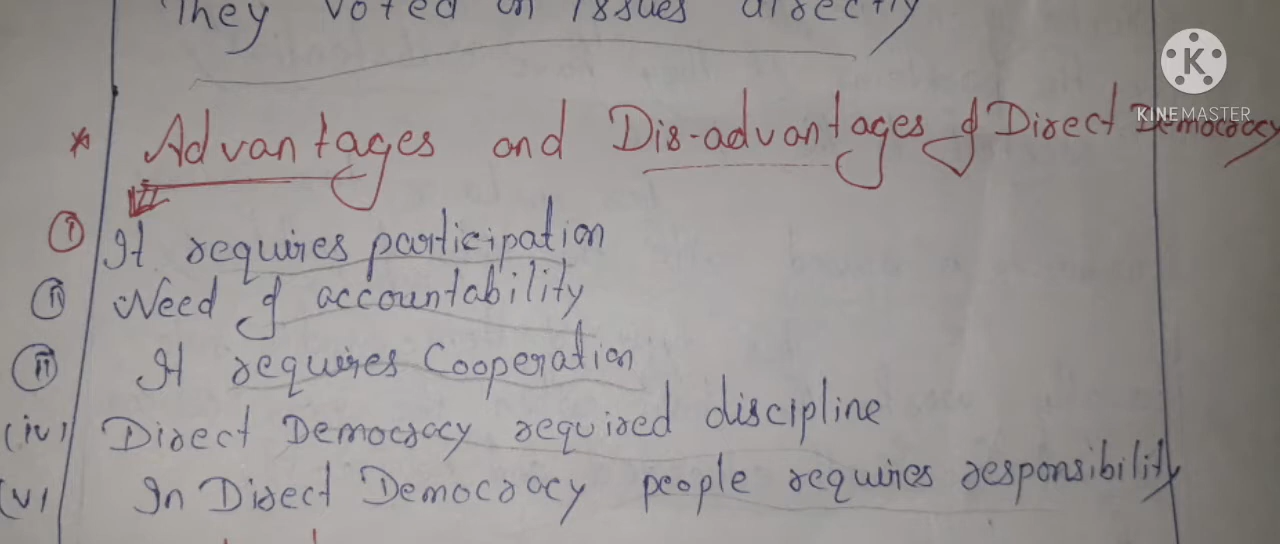 They voted on issues directly
K
KINEMASTER
* Advantages and Dis-advantages of Direct Democracy
(i) It requires participation
(ii) Need of accountability
(iii) It requires Cooperation
(iv) Direct Democracy required discipline
(v) In Direct Democracy people requires responsibility